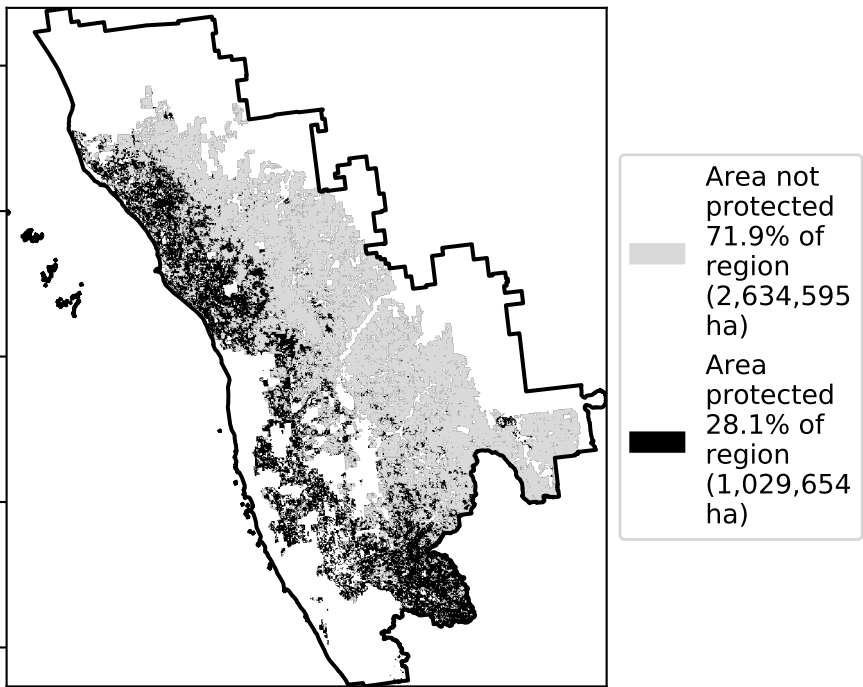 Area not
protected
71.9% of
region
(2,634,595
ha)
Area
protected
28.1% of
region
(1,029,654
ha)